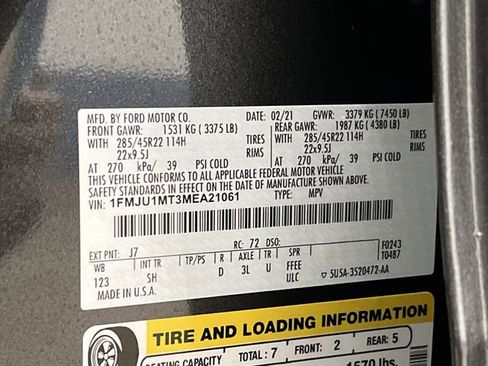 MFD. BY FORD MOTOR CO. 02/21 GVWR: 3379 KG ( 7450 LB)
FRONT GAWR: 1531 KG ( 3375 LB) REAR GAWR: 1987 KG ( 4380 LB)
WITH 285/45R22 114H TIRES WITH 285/45R22 114H TIRES
22x9.5J RIMS 22x9.5J RIMS
AT 270 kPa/ 39 PSI COLD AT 270 kPa/ 39 PSI COLD
THIS VEHICLE CONFORMS TO ALL APPLICABLE FEDERAL MOTOR VEHICLE
SAFETY STANDARDS IN EFFECT ON THE DATE OF MANUFACTURE SHOWN ABOVE.
VIN: 1FMJU1MT3MEA21061 TYPE: MPV
EXT PNT: J7 RC: 72 DSO: F0243
WB INT TR TP/PS R AXLE TR SPR T0487
123 SH D 3L U FFEE
MADE IN U.S.A. ULC 5U5A-3520472-AA
TIRE AND LOADING INFORMATION
SEATING CAPACITY TOTAL : 7 FRONT: 2 REAR: 5
1570 lbs.